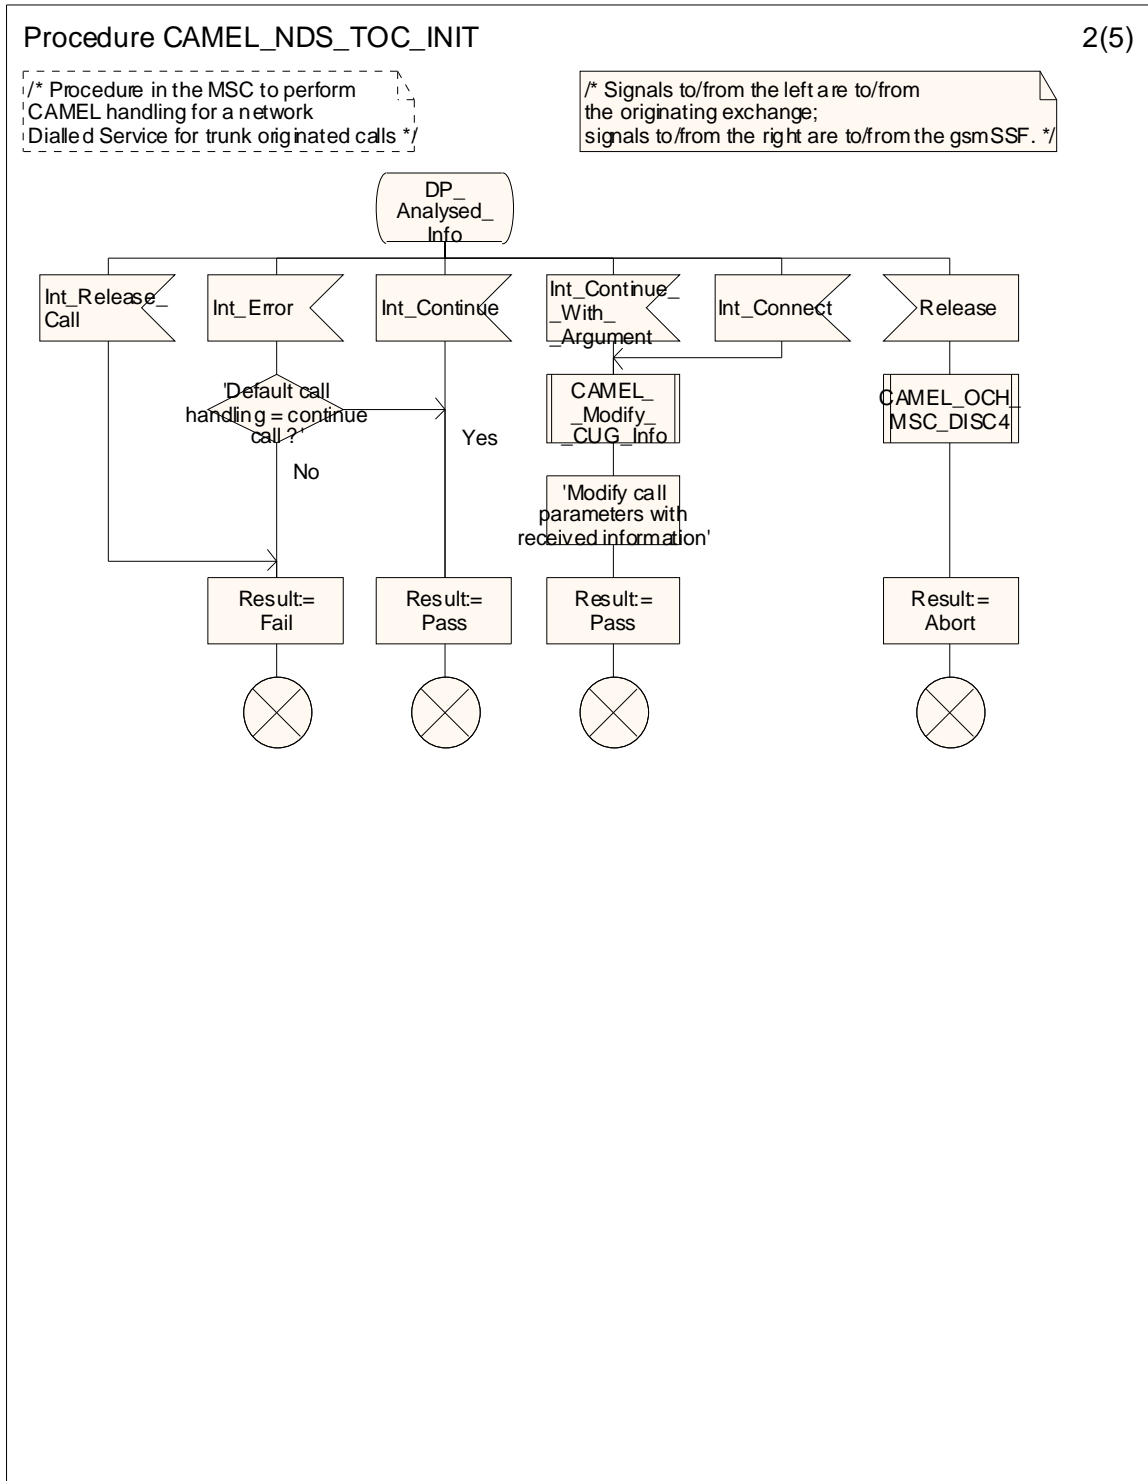 Procedure CAMEL_NDS_TOC_INIT
2(5)
/* Procedure in the MSC to perform
CAMEL handling for a network
Dialled Service for trunk originated calls */
/* Signals to/from the left are to/from
the originating exchange;
signals to/from the right are to/from the gsmSSF. */
DP_
Analysed_
Info
Int_Release_
Call
Int_Error
Int_Continue
Int_Continue_
_With_
_Argument
Int_Connect
Release
'Default call
handling = continue
call ?'
Yes
No
CAMEL_
_Modify_
_CUG_Info
CAMEL_OCH_
MSC_DISC4
'Modify call
parameters with
received information'
Result:=
Fail
Result:=
Pass
Result:=
Pass
Result:=
Abort